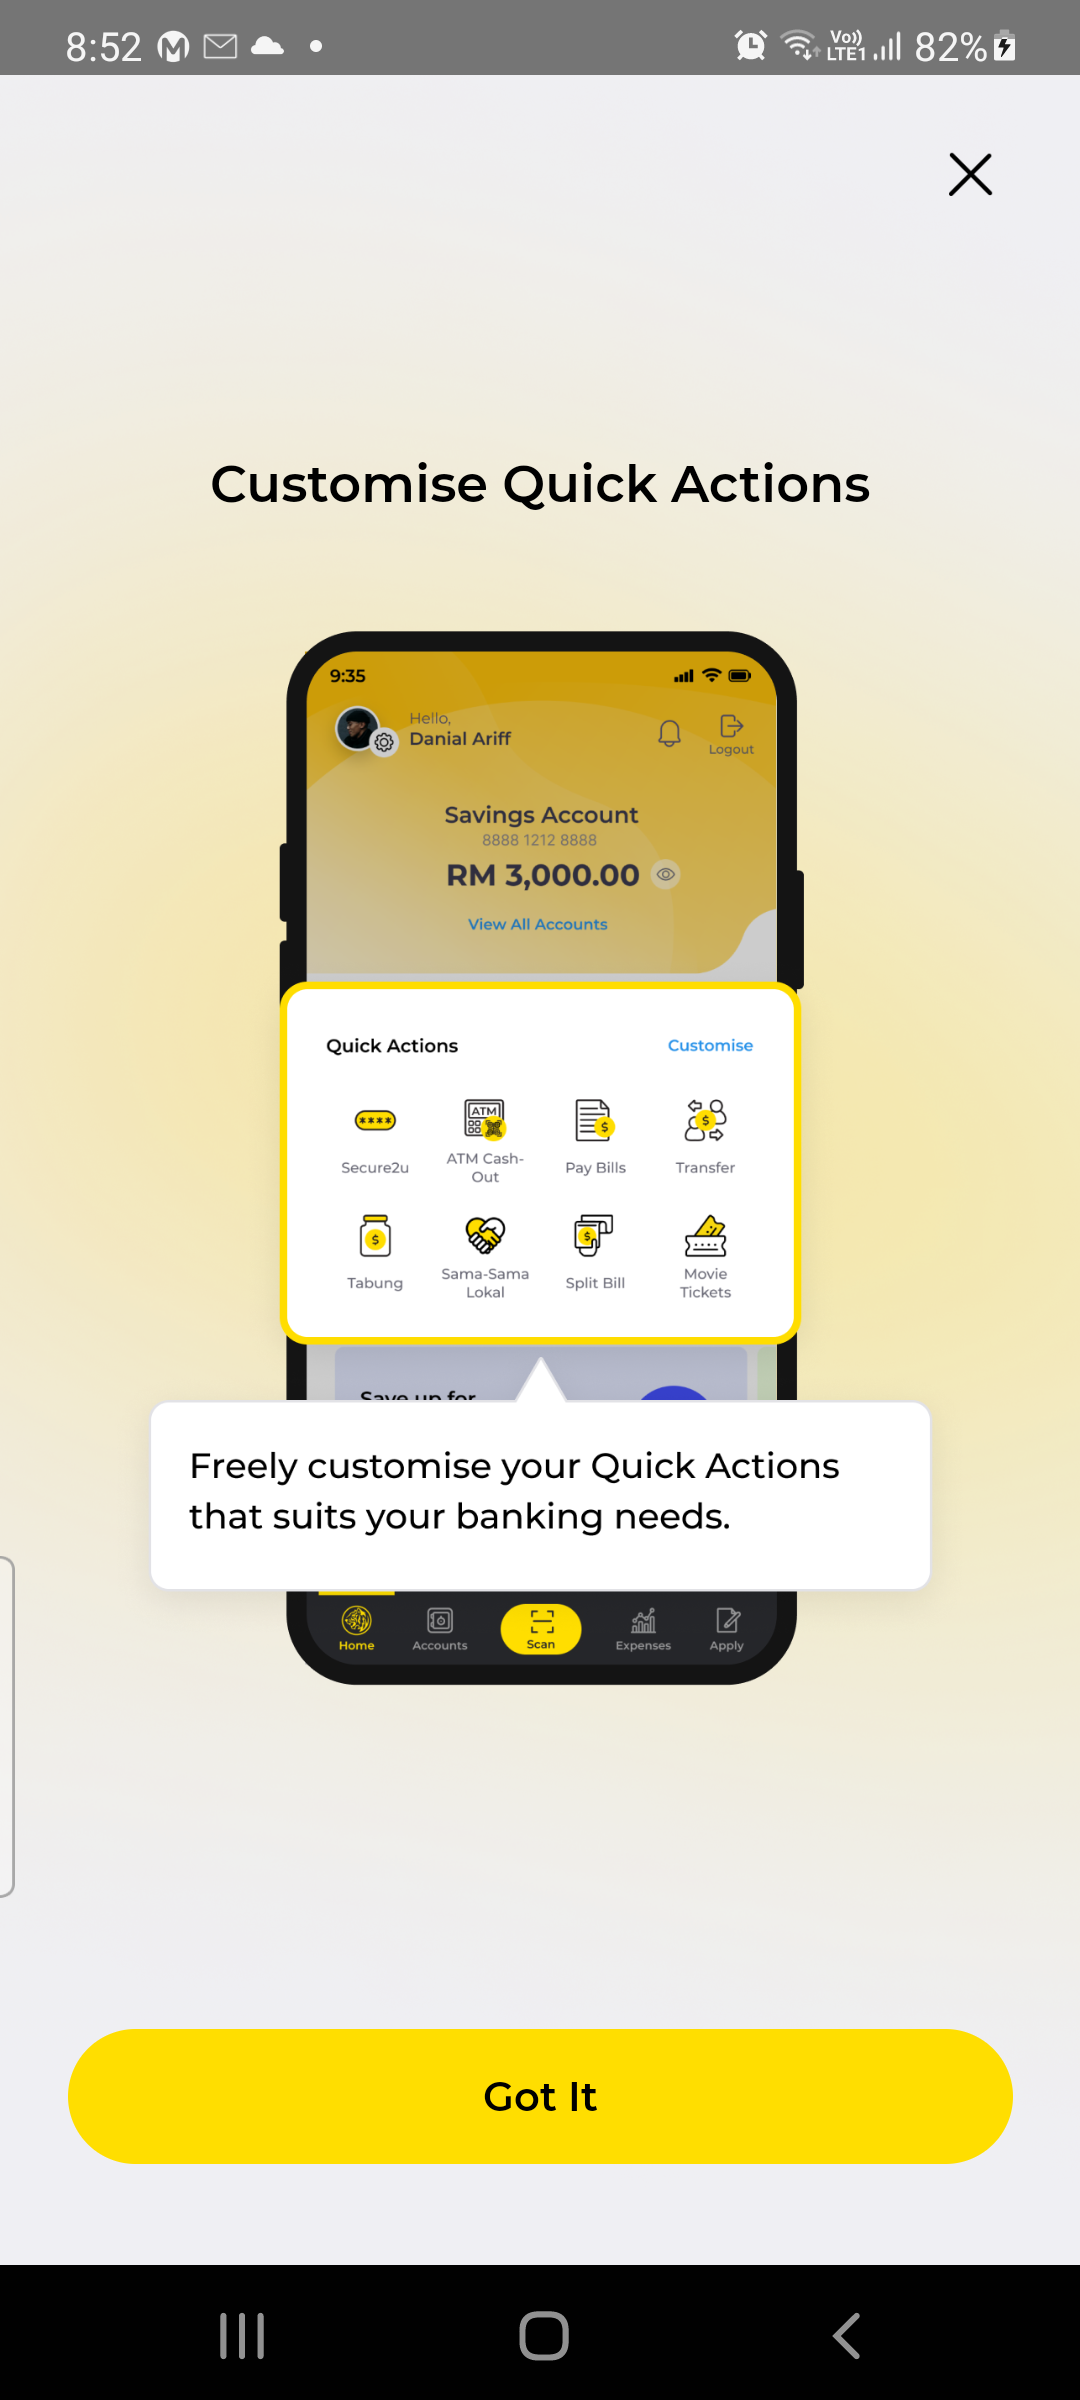 8:52
Vo))
LTE1
82%
Customise Quick Actions
9:35
Hello,
Danial Ariff
Logout
Savings Account
8888 1212 8888
RM 3,000.00
View All Accounts
Quick Actions
Customise
****
Secure2u
ATM
ATM Cash-
Out
$
Pay Bills
$
Transfer
$
Tabung
Sama-Sama
Lokal
$
Split Bill
Movie
Tickets
Save up for
Freely customise your Quick Actions
that suits your banking needs.
Home
Accounts
Scan
Expenses
Apply
Got It